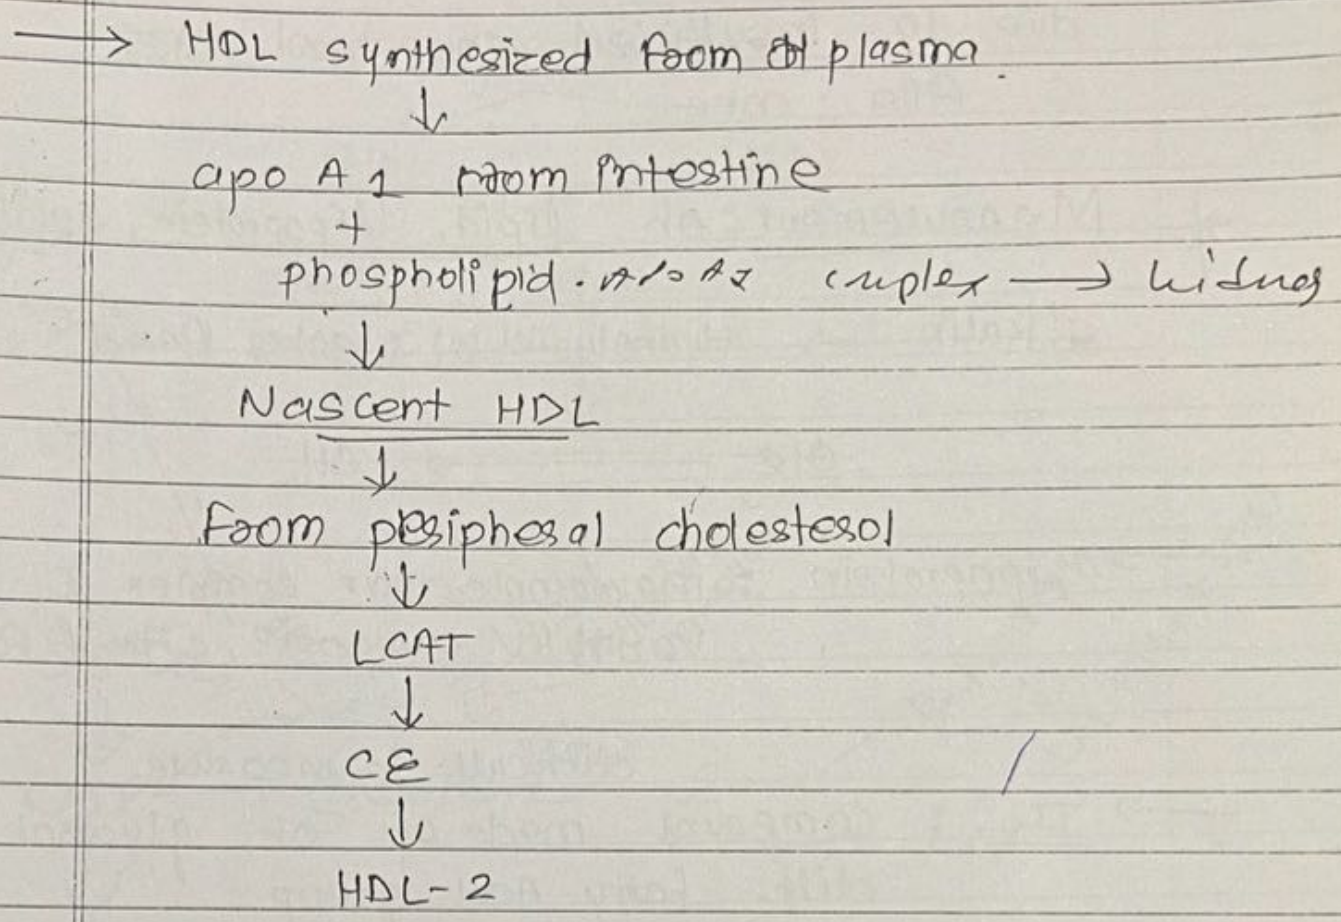 → HDL synthesized from plasma.
↓
apo A1 from intestine
+
phospholipid. complex →
↓
Nascent HDL
↓
From peripheral cholesterol
↓
LCAT
↓
CE
↓
HDL-2